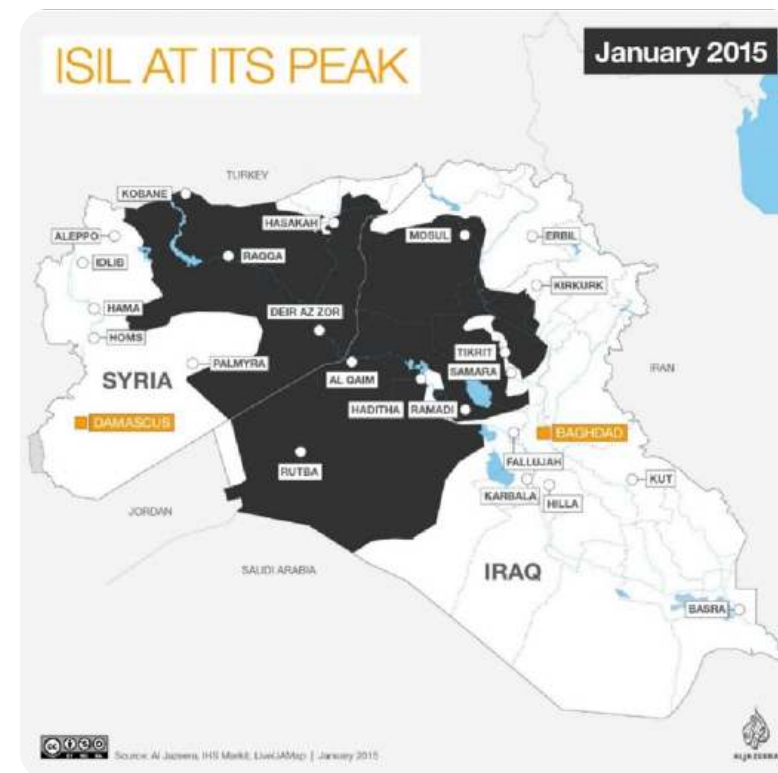 ISIL AT ITS PEAK
January 2015
TURKEY
KOBANE
HASAKAH
ALEPPO
MOSUL
ERBIL
IDLIB
RAQQA
KIRKURK
HAMA
DEIR AZ ZOR
HOMS
TIKRIT
PALMYRA
IRAN
SYRIA
AL QAIM
SAMARA
HADITHA
RAMADI
DAMASCUS
BAGHDAD
FALLUJAH
RUTBA
KUT
KARBALA
HILLA
JORDAN
SAUDI ARABIA
IRAQ
BASRA
cc
Source: Al Jazeera, IHS Markit, LiveUAMap | January 2015
ALJAZEERA